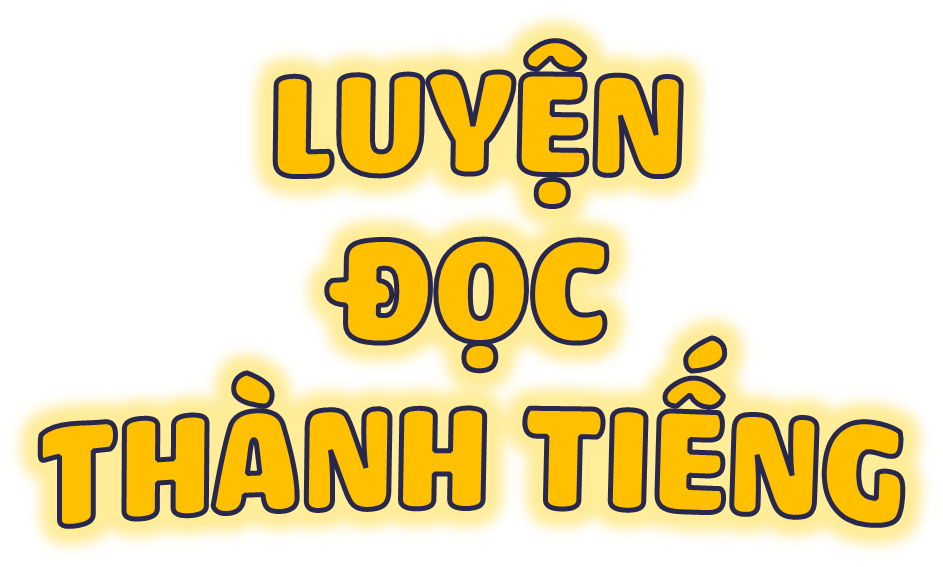 LUYỆN
ĐỌC
THÀNH TIẾNG